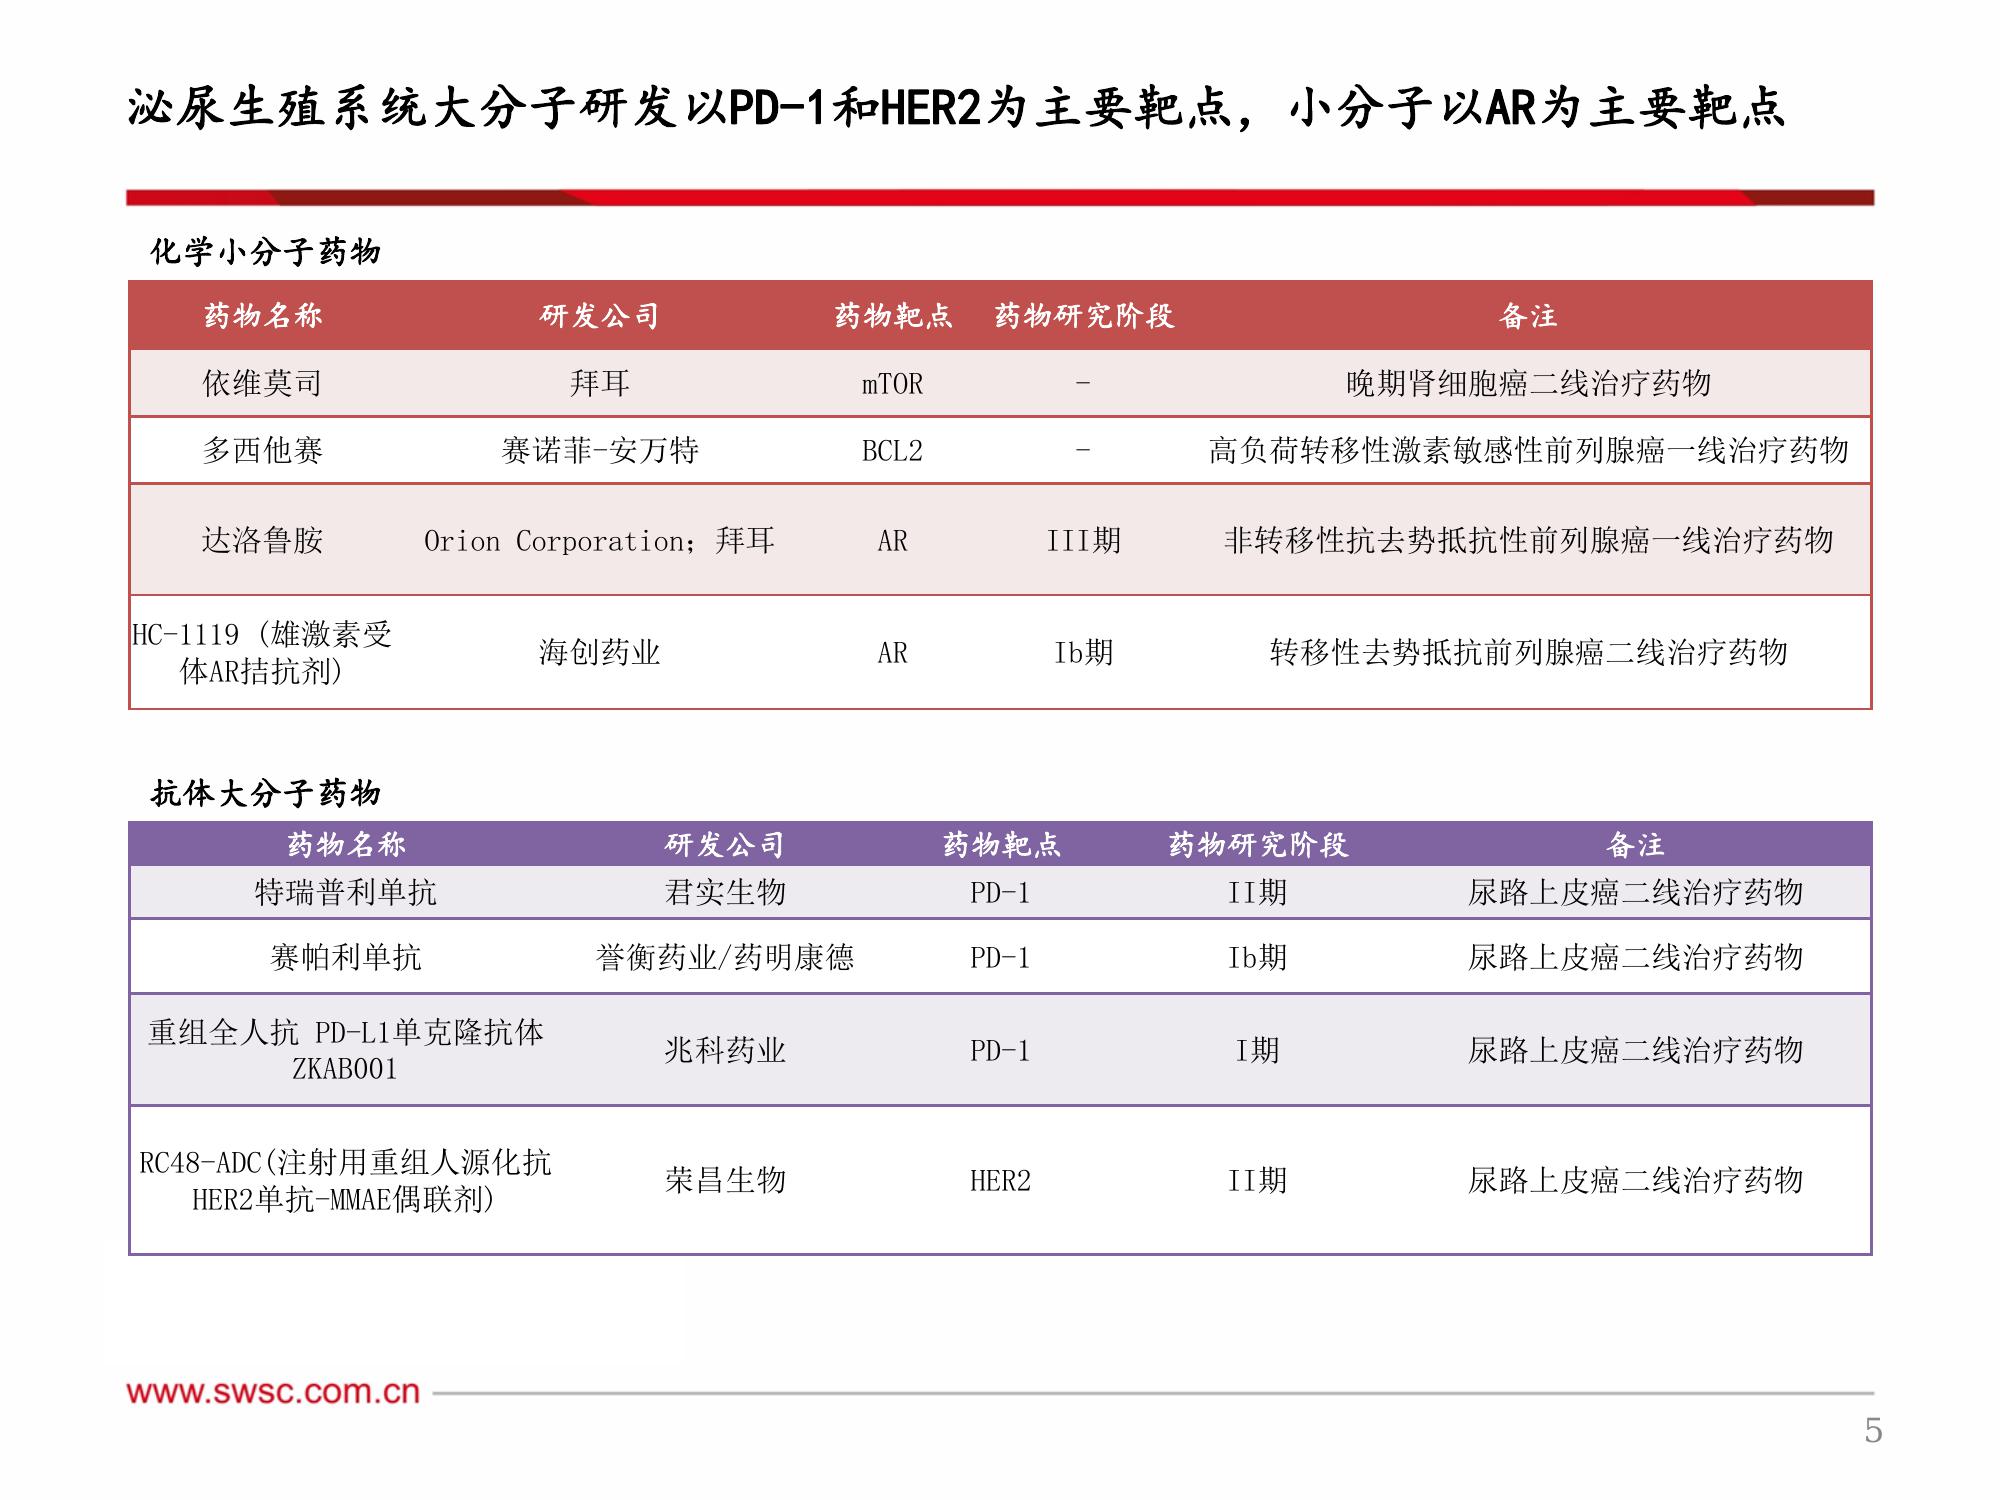 泌尿生殖系统大分子研发以PD-1和HER2为主要靶点，小分子以AR为主要靶点
化学小分子药物
药物名称 研发公司 药物靶点 药物研究阶段 备注
依维莫司 拜耳 mTOR - 晚期肾细胞癌二线治疗药物
多西他赛 赛诺菲-安万特 BCL2 - 高负荷转移性激素敏感性前列腺癌一线治疗药物
达洛鲁胺 Orion Corporation；拜耳 AR III期 非转移性抗去势抵抗性前列腺癌一线治疗药物
HC-1119（雄激素受
体AR拮抗剂） 海创药业 AR Ib期 转移性去势抵抗前列腺癌二线治疗药物
抗体大分子药物
药物名称 研发公司 药物靶点 药物研究阶段 备注
特瑞普利单抗 君实生物 PD-1 II期 尿路上皮癌二线治疗药物
赛帕利单抗 誉衡药业/药明康德 PD-1 Ib期 尿路上皮癌二线治疗药物
重组全人抗 PD-L1单克隆抗体
ZKAB001 兆科药业 PD-1 I期 尿路上皮癌二线治疗药物
RC48-ADC(注射用重组人源化抗
HER2单抗-MMAE偶联剂) 荣昌生物 HER2 II期 尿路上皮癌二线治疗药物
www.swsc.com.cn
5